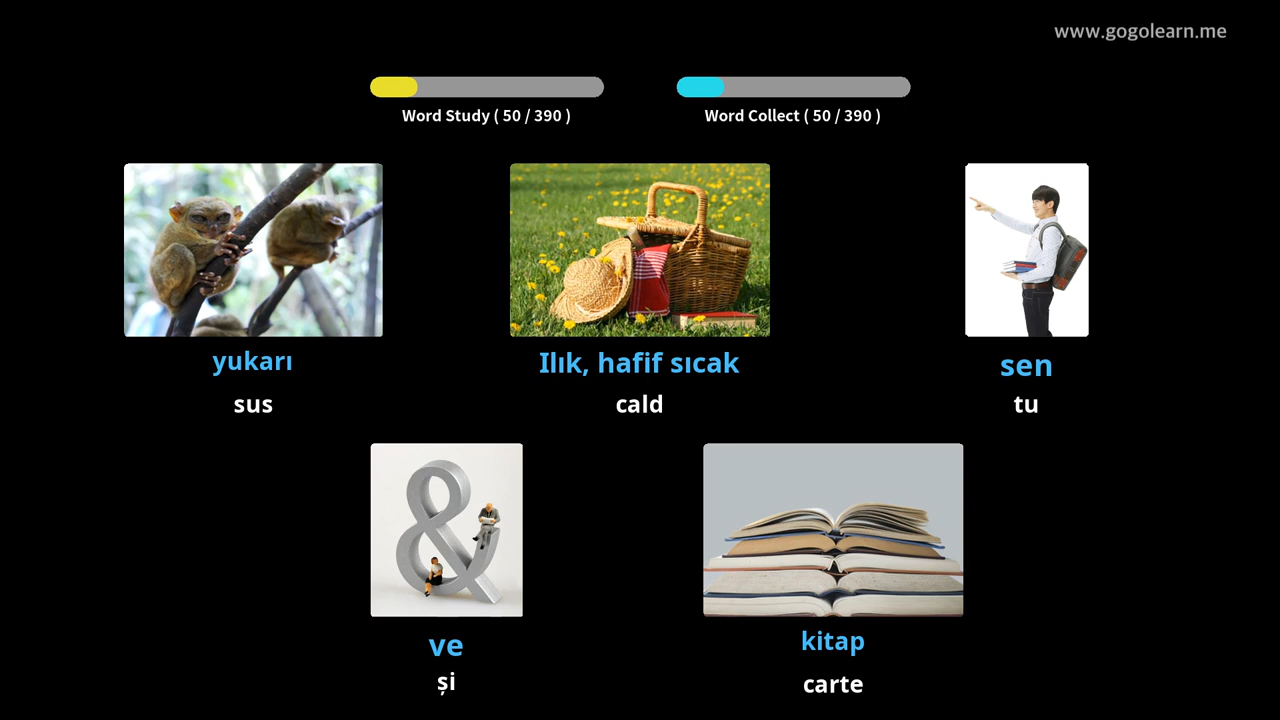 www.gogolearn.me
Word Study ( 50 / 390 )
Word Collect ( 50 / 390 )
yukarı
sus
Ilık, hafif sıcak
cald
sen
tu
ve
și
kitap
carte